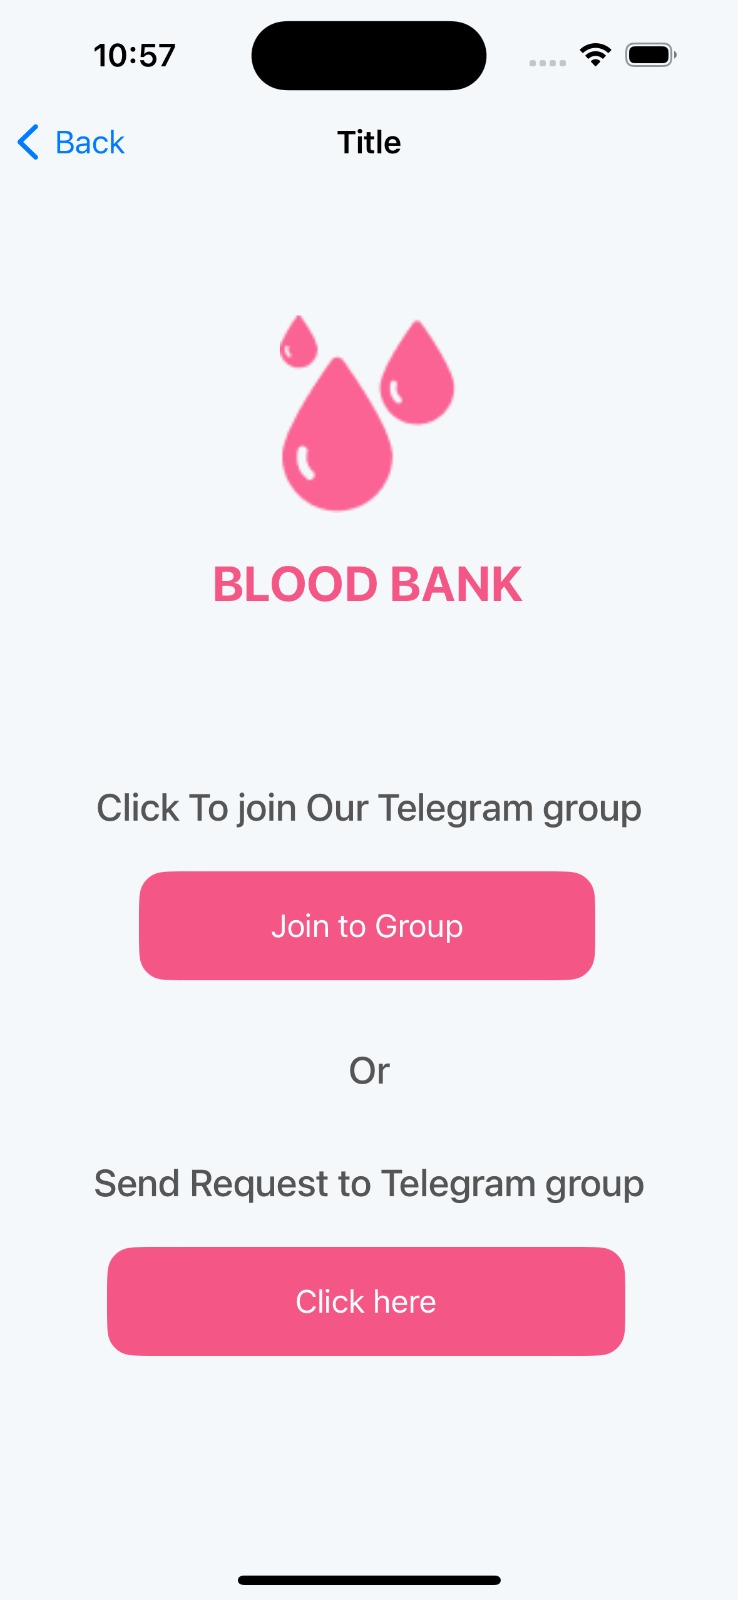 10:57
Back
Title
BLOOD BANK
Click To join Our Telegram group
Join to Group
Or
Send Request to Telegram group
Click here